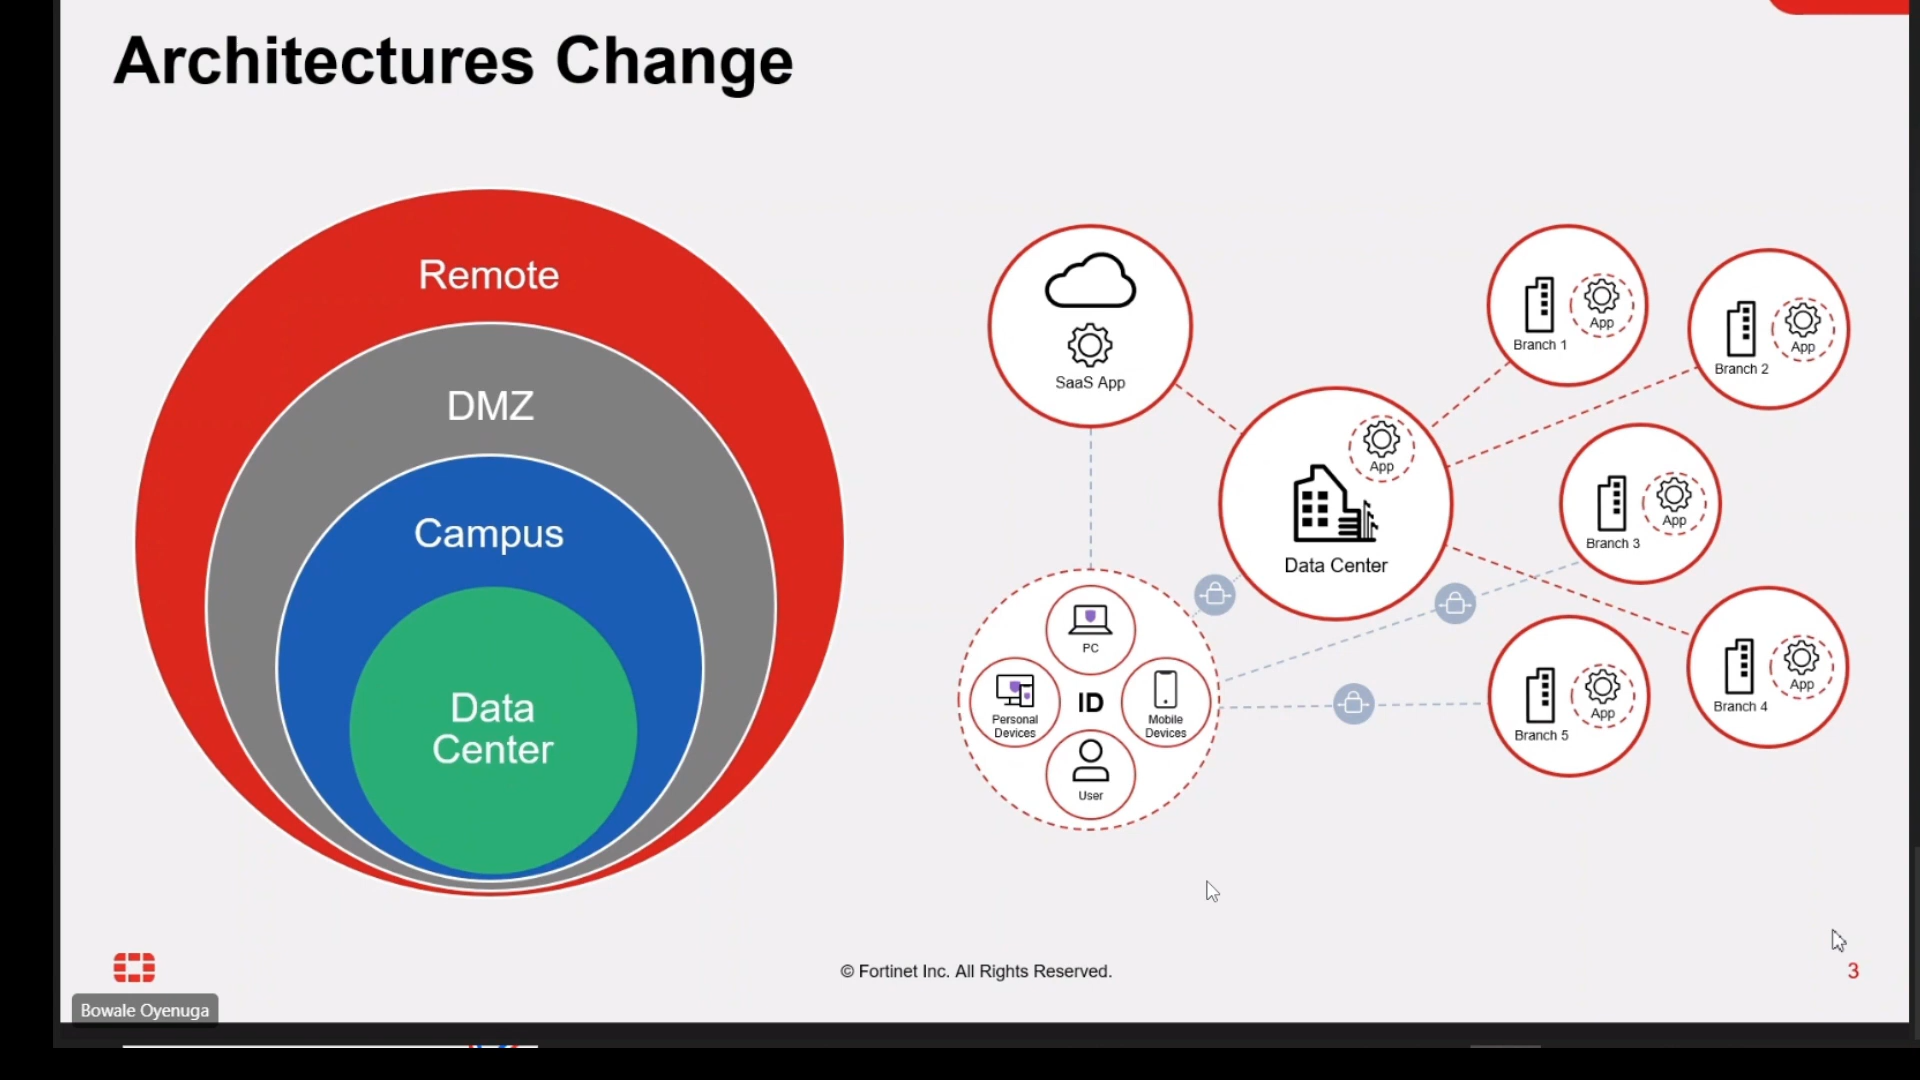 Architectures Change
Remote
DMZ
Campus
Data
Center
SaaS App
App
Data Center
App
Branch 1
App
Branch 2
App
Branch 3
App
Branch 4
App
Branch 5
PC
ID
Personal
Devices
Mobile
Devices
User
© Fortinet Inc. All Rights Reserved.
3
Bowale Oyenuga